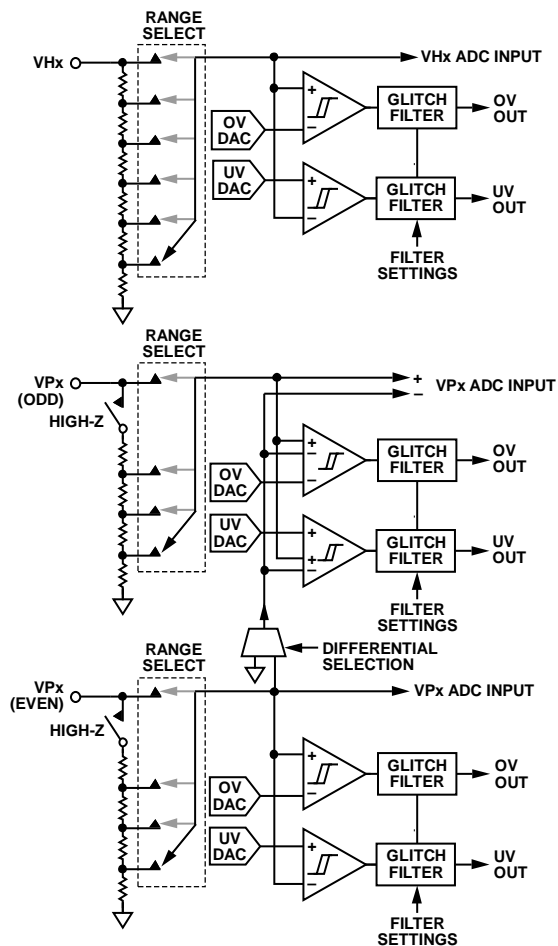 RANGE
SELECT
VHx
VHx ADC INPUT
+
−
OV
DAC
GLITCH
FILTER
OV
OUT
UV
DAC
+
−
GLITCH
FILTER
UV
OUT
FILTER
SETTINGS
RANGE
SELECT
VPx
(ODD)
HIGH-Z
+
−
VPx ADC INPUT
+
−
−
OV
DAC
GLITCH
FILTER
OV
OUT
UV
DAC
+
+
−
GLITCH
FILTER
UV
OUT
FILTER
SETTINGS
DIFFERENTIAL
SELECTION
RANGE
SELECT
VPx
(EVEN)
HIGH-Z
VPx ADC INPUT
+
−
OV
DAC
GLITCH
FILTER
OV
OUT
UV
DAC
+
−
GLITCH
FILTER
UV
OUT
FILTER
SETTINGS